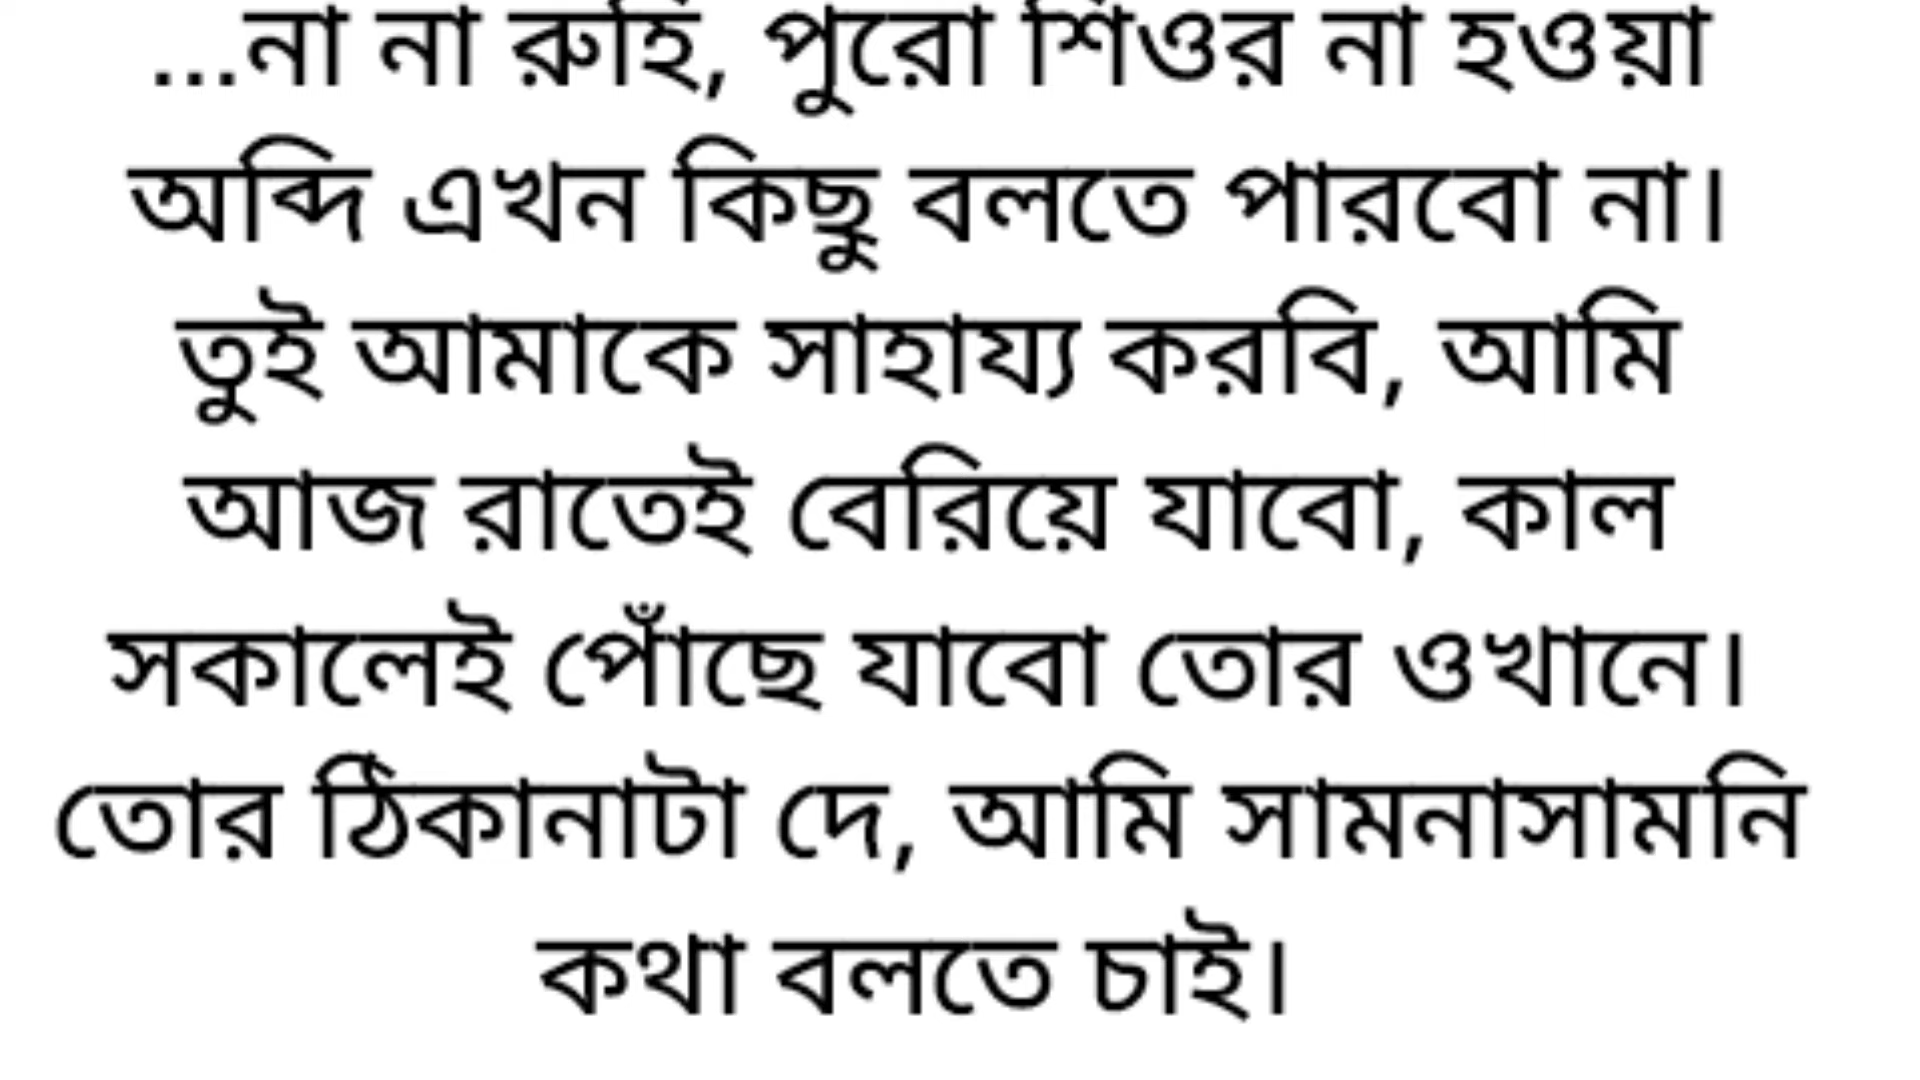 ...না না রুহি, পুরো শিওর না হওয়া
অব্দি এখন কিছু বলতে পারবো না।
তুই আমাকে সাহায্য করবি, আমি
আজ রাতেই বেরিয়ে যাবো, কাল
সকালেই পৌঁছে যাবো তোর ওখানে।
তোর ঠিকানাটা দে, আমি সামনাসামনি
কথা বলতে চাই।